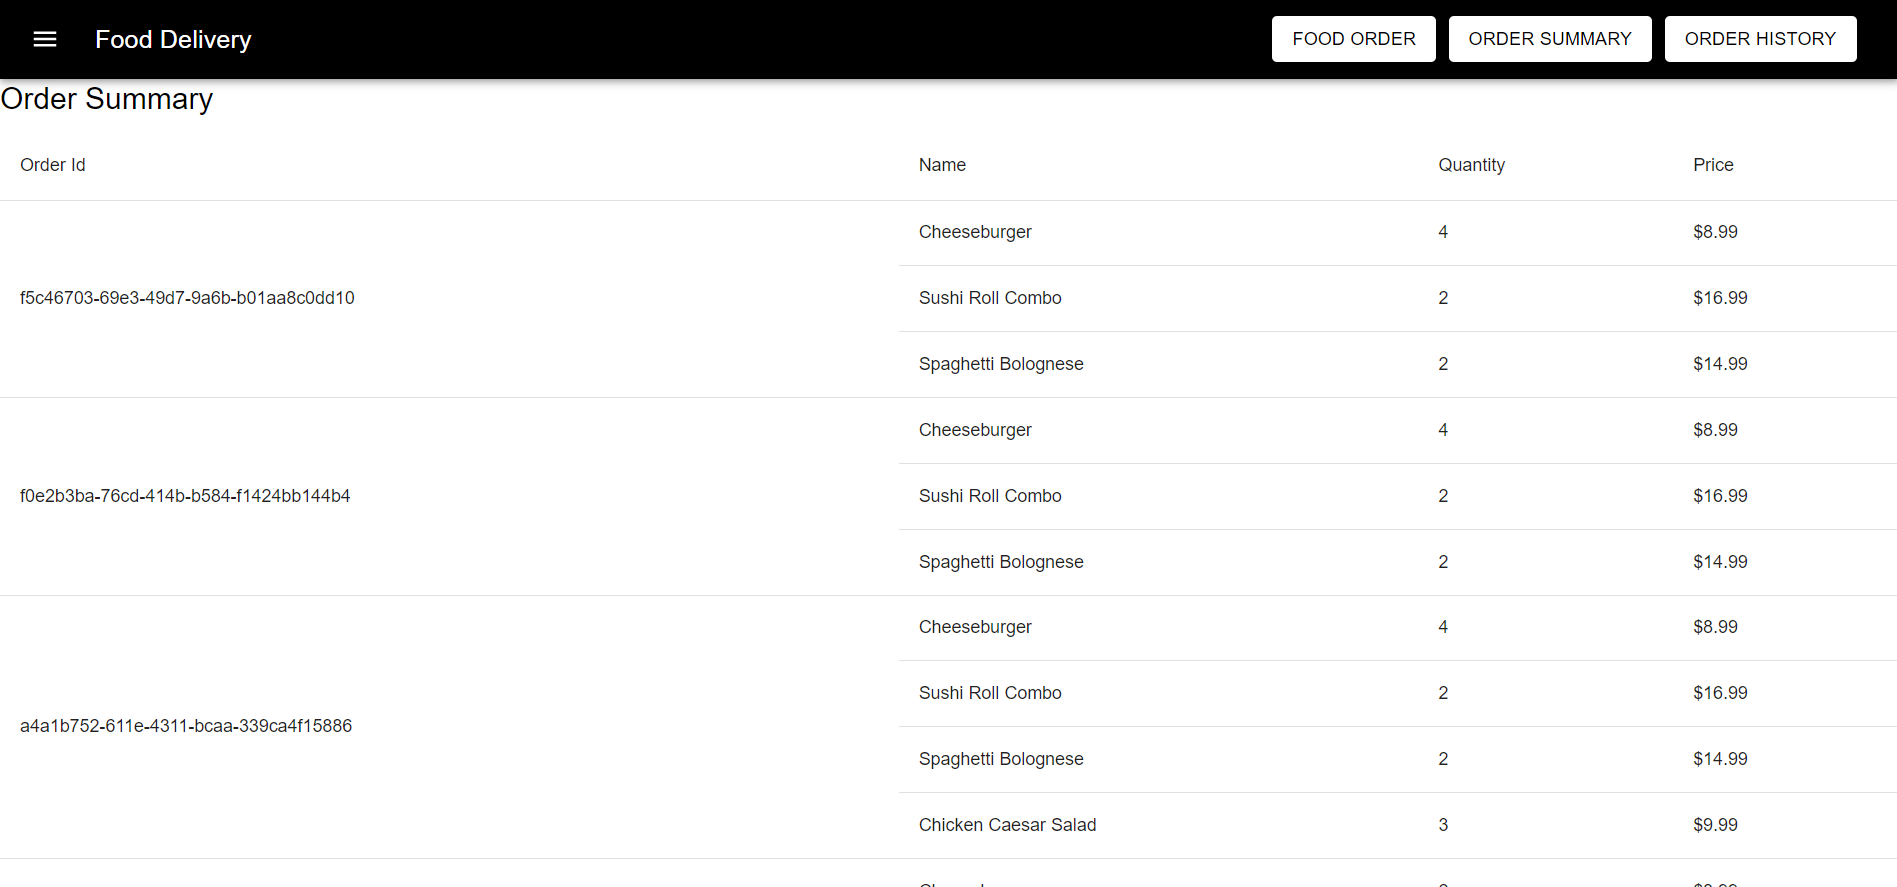 Food Delivery
FOOD ORDER
ORDER SUMMARY
ORDER HISTORY
Order Summary
Order Id Name Quantity Price
Cheeseburger 4 $8.99
f5c46703-69e3-49d7-9a6b-b01aa8c0dd10 Sushi Roll Combo 2 $16.99
Spaghetti Bolognese 2 $14.99
Cheeseburger 4 $8.99
f0e2b3ba-76cd-414b-b584-f1424bb144b4 Sushi Roll Combo 2 $16.99
Spaghetti Bolognese 2 $14.99
Cheeseburger 4 $8.99
Sushi Roll Combo 2 $16.99
a4a1b752-611e-4311-bcaa-339ca4f15886
Spaghetti Bolognese 2 $14.99
Chicken Caesar Salad 3 $9.99